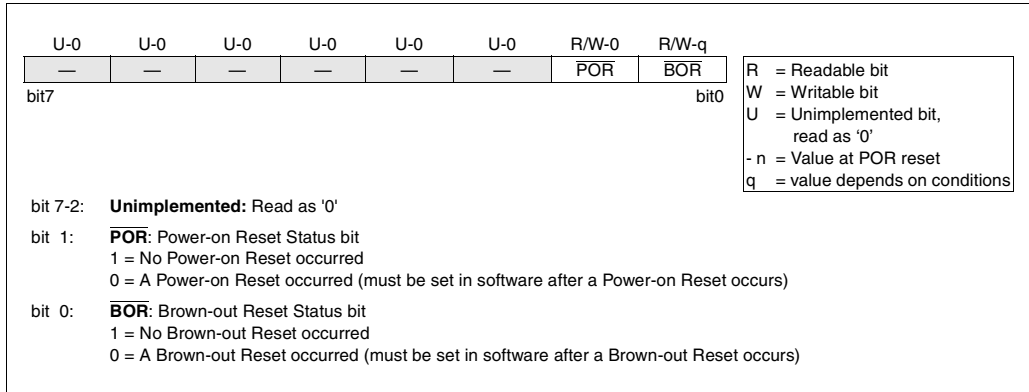 U-0 U-0 U-0 U-0 U-0 U-0 R/W-0 R/W-q
— — — — — — P̅O̅R̅ B̅O̅R̅
bit7 bit0
R = Readable bit
W = Writable bit
U = Unimplemented bit,
read as ‘0’
- n = Value at POR reset
q = value depends on conditions
bit 7-2: Unimplemented: Read as '0'
bit 1: P̅O̅R̅: Power-on Reset Status bit
1 = No Power-on Reset occurred
0 = A Power-on Reset occurred (must be set in software after a Power-on Reset occurs)
bit 0: B̅O̅R̅: Brown-out Reset Status bit
1 = No Brown-out Reset occurred
0 = A Brown-out Reset occurred (must be set in software after a Brown-out Reset occurs)